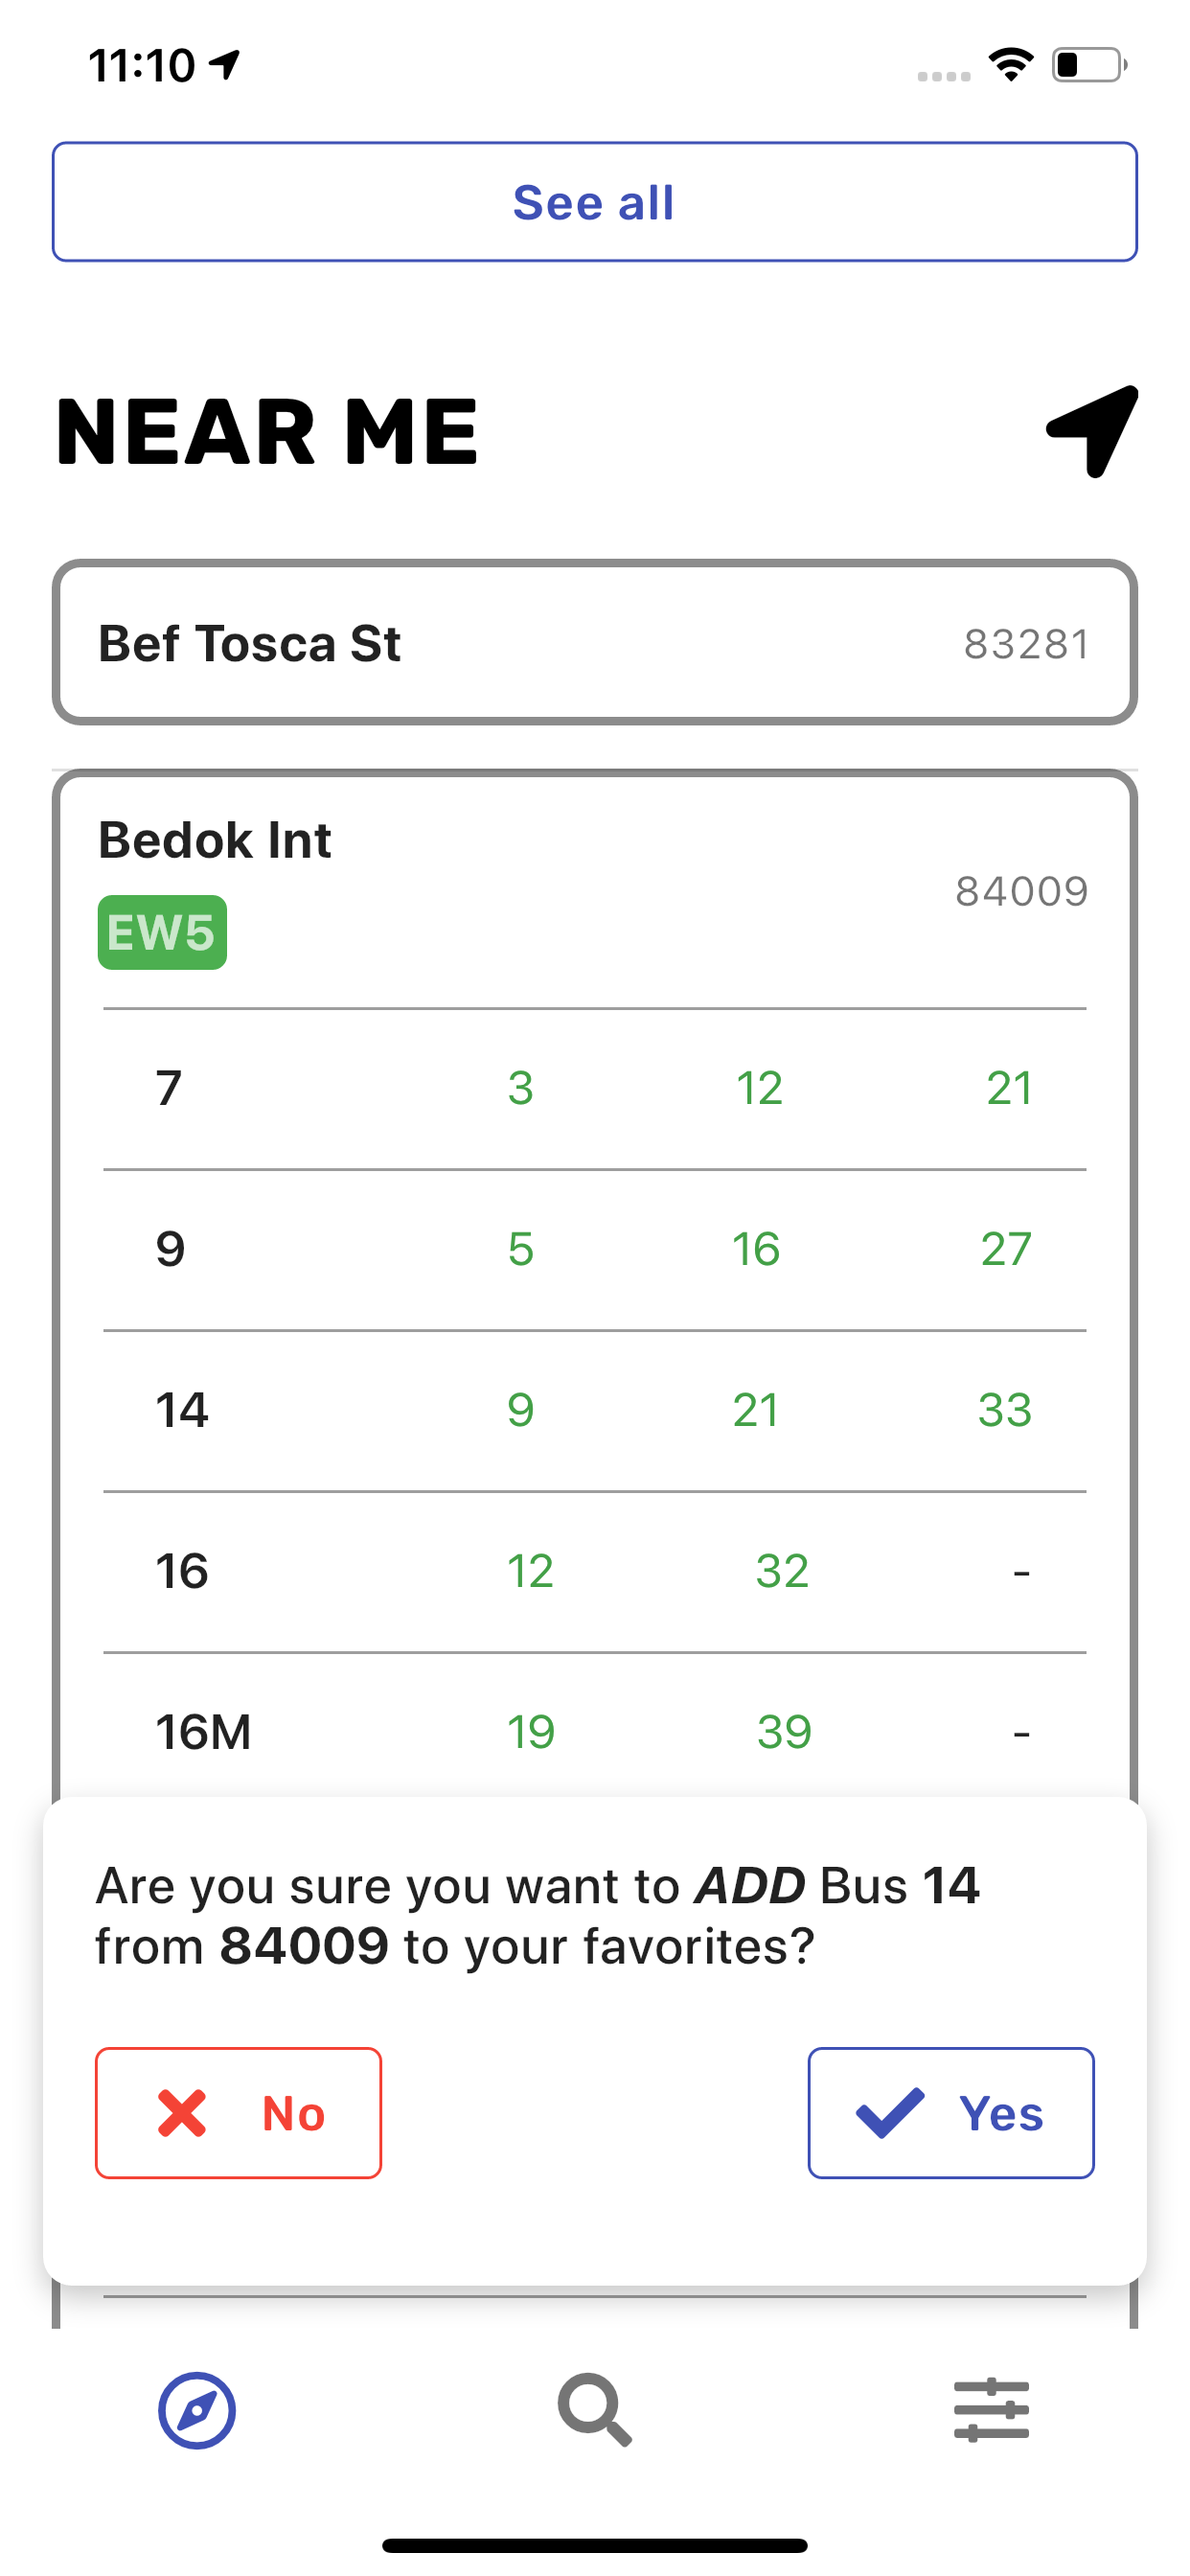 11:10
See all
NEAR ME
Bef Tosca St 83281
Bedok Int
84009
EW5
7 3 12 21
9 5 16 27
14 9 21 33
16 12 32 -
16M 19 39 -
Are you sure you want to ADD Bus 14
from 84009 to your favorites?
No Yes